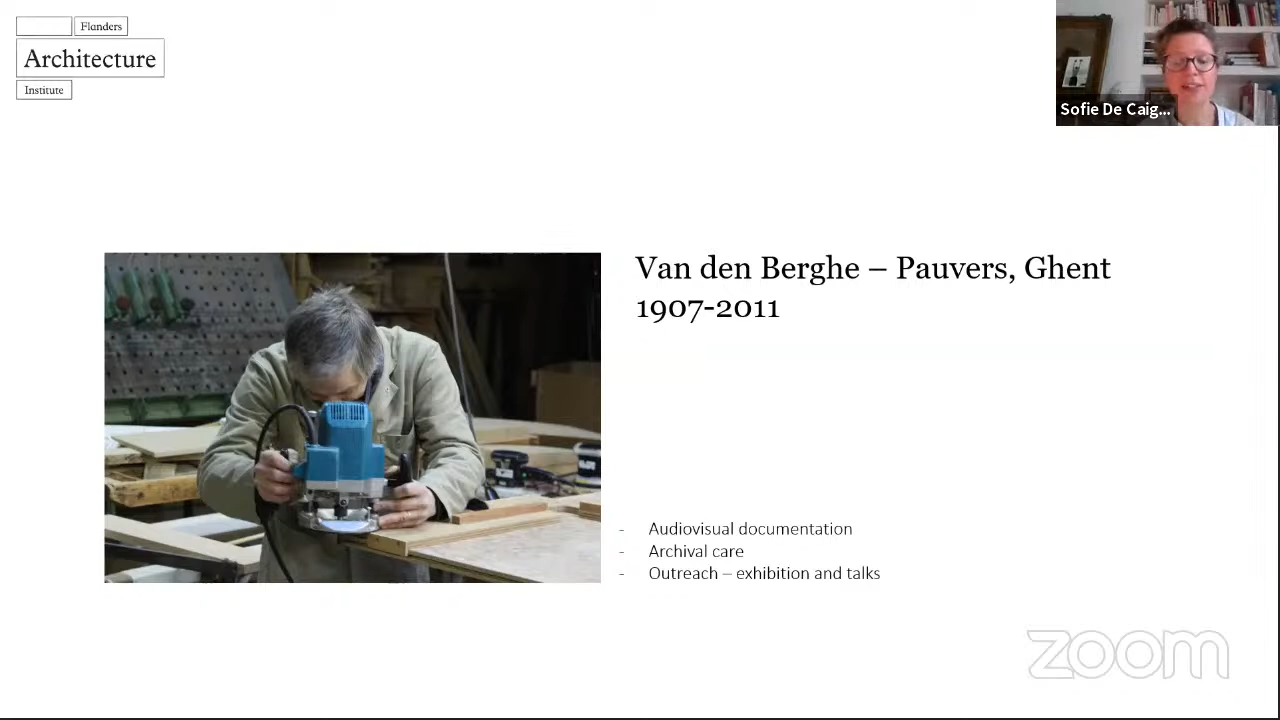 Flanders
Architecture
Institute
Sofie De Caig...
Van den Berghe – Pauvers, Ghent
1907-2011
- Audiovisual documentation
- Archival care
- Outreach – exhibition and talks
zoom